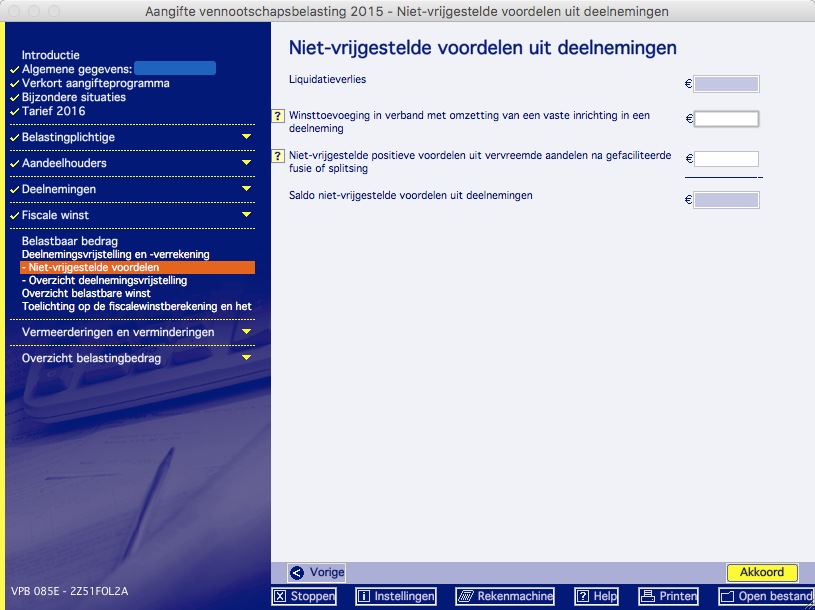 Aangifte vennootschapsbelasting 2015 - Niet-vrijgestelde voordelen uit deelnemingen
Introductie
Algemene gegevens:
Verkort aangifteprogramma
Bijzondere situaties
Tarief 2016
Belastingplichtige
Aandeelhouders
Deelnemingen
Fiscale winst
Belastbaar bedrag
Deelnemingsvrijstelling en -verrekening
- Niet-vrijgestelde voordelen
- Overzicht deelnemingsvrijstelling
Overzicht belastbare winst
Toelichting op de fiscalewinstberekening en het
Vermeerderingen en verminderingen
Overzicht belastingbedrag
VPB 085E - 2Z51FOL2A
Niet-vrijgestelde voordelen uit deelnemingen
Liquidatieverlies €
? Winsttoevoeging in verband met omzetting van een vaste inrichting in een €
deelneming
? Niet-vrijgestelde positieve voordelen uit vervreemde aandelen na gefaciliteerde €
fusie of splitsing
Saldo niet-vrijgestelde voordelen uit deelnemingen €
Vorige Akkoord
Stoppen Instellingen Rekenmachine Help Printen Open bestand